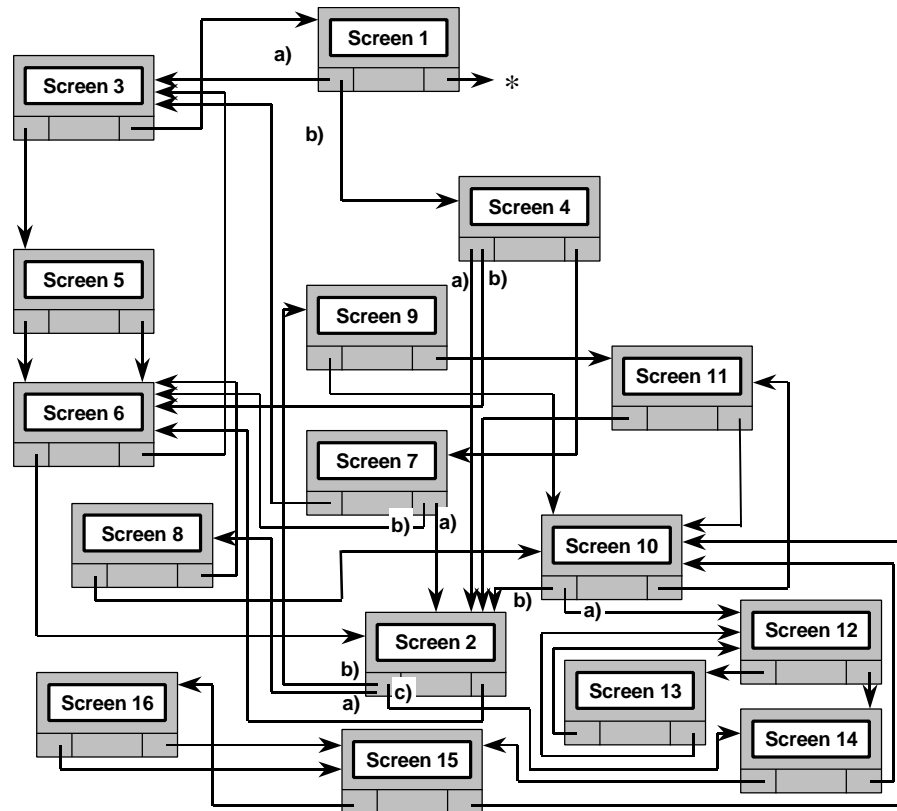 Screen 1
a)
Screen 3
*
b)
Screen 4
a)
b)
Screen 5
Screen 9
Screen 11
Screen 6
Screen 7
b)
a)
Screen 8
Screen 10
b)
a)
Screen 12
Screen 2
b)
a)
c)
Screen 13
Screen 16
Screen 14
Screen 15